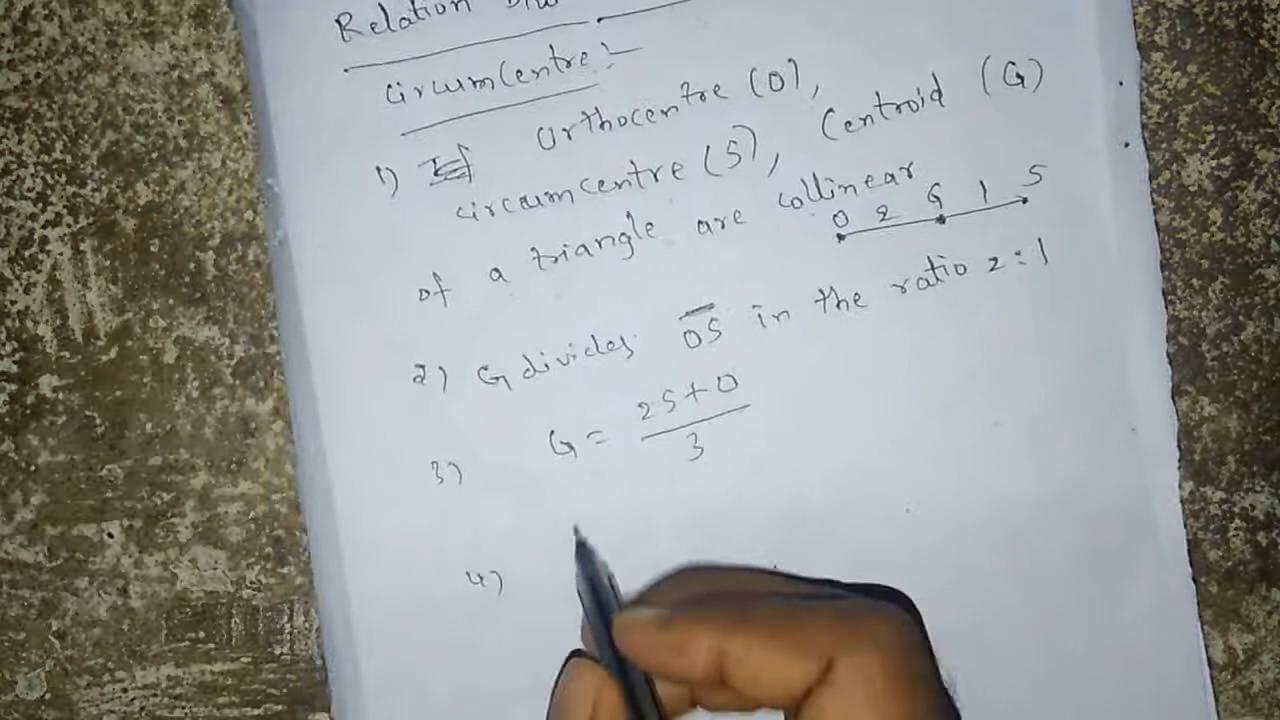 Relation b/w
circumcentre:-
1) If Orthocentre (O),
circumcentre (S), Centroid (G)
of a triangle are collinear
O 2 G 1 S
2) G divides OS in the ratio 2:1
3) G = 2S+O / 3
4)